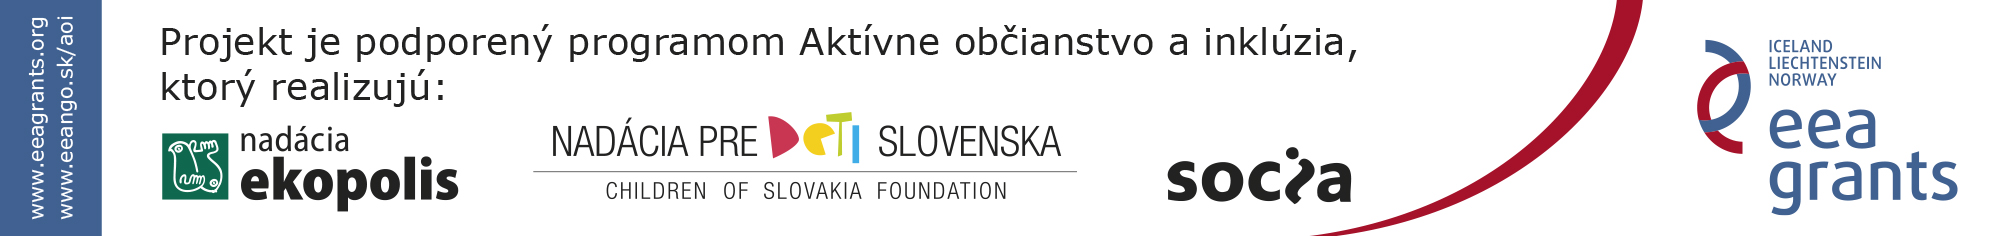 www.eeagrants.org
www.eeango.sk/aoi
Projekt je podporený programom Aktívne občianstvo a inklúzia,
ktorý realizujú:
nadácia
ekopolis
NADÁCIA PRE DETI SLOVENSKA
CHILDREN OF SLOVAKIA FOUNDATION
socia
ICELAND
LIECHTENSTEIN
NORWAY
eea
grants